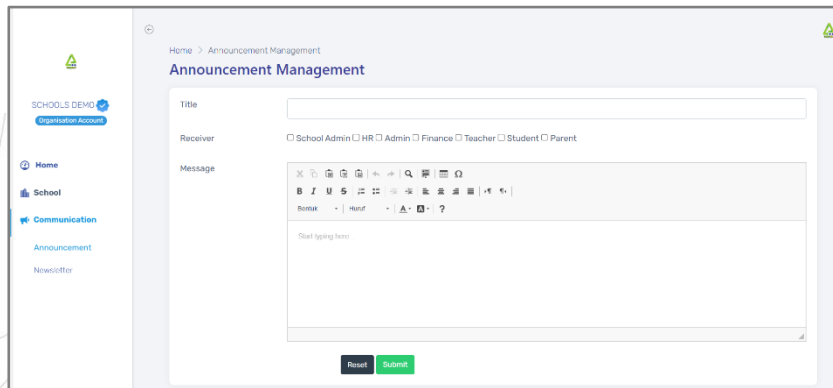 Home > Announcement Management
Announcement Management
SCHOOLS DEMO
Organisation Account
Home
School
Communication
Announcement
Newsletter
Title
Receiver
School Admin HR Admin Finance Teacher Student Parent
Message
B I U S
Bentuk Huruf A A ?
Start typing here
Reset Submit